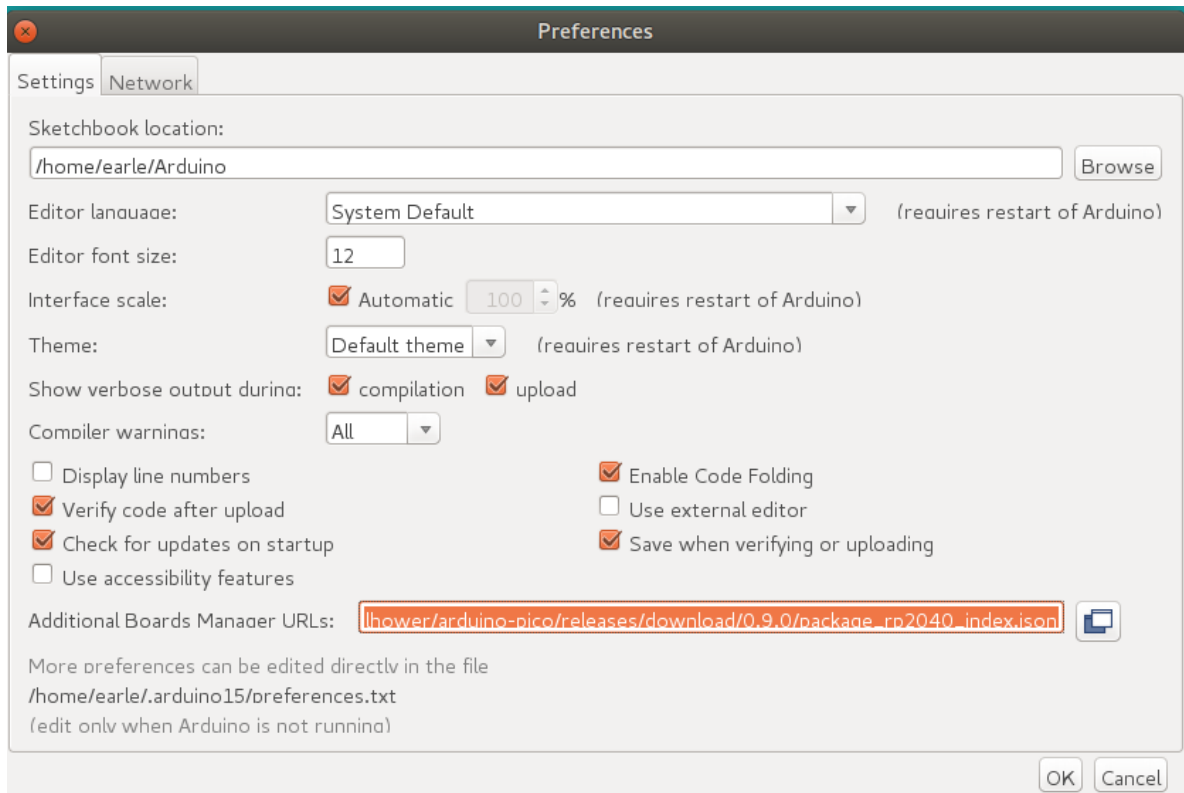 Preferences
Settings Network
Sketchbook location:
/home/earle/Arduino Browse
Editor language: System Default (requires restart of Arduino)
Editor font size: 12
Interface scale: Automatic 100 % (requires restart of Arduino)
Theme: Default theme (requires restart of Arduino)
Show verbose output during: compilation upload
Compiler warnings: All
Display line numbers Enable Code Folding
Verify code after upload Use external editor
Check for updates on startup Save when verifying or uploading
Use accessibility features
Additional Boards Manager URLs: lhower/arduino-pico/releases/download/0.9.0/package_rp2040_index.json
More preferences can be edited directly in the file
/home/earle/.arduino15/preferences.txt
(edit only when Arduino is not running)
OK Cancel